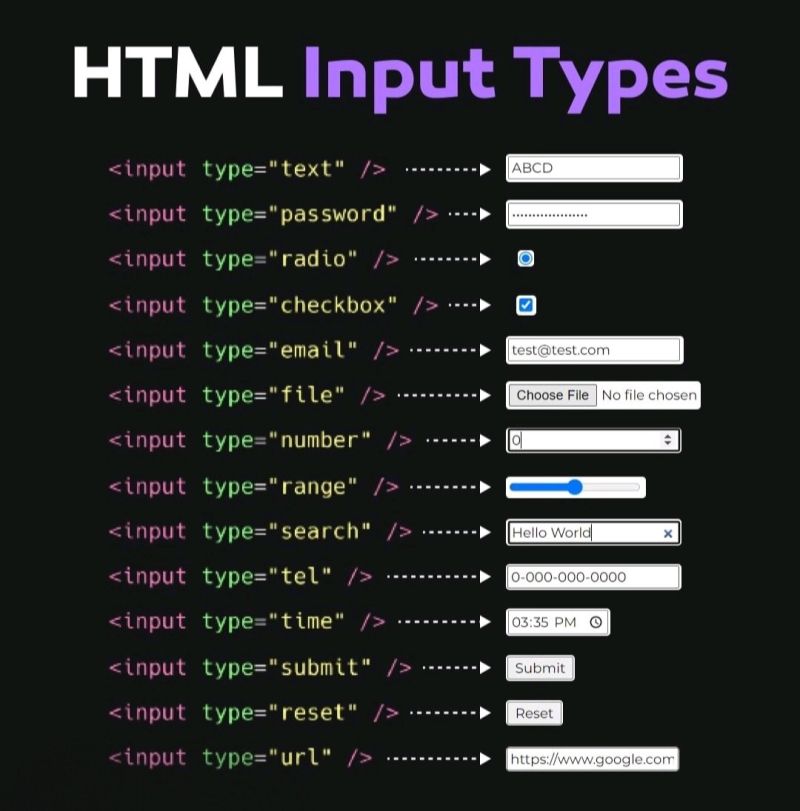 HTML Input Types
<input type="text" /> ABCD
<input type="password" /> ...................
<input type="radio" />
<input type="checkbox" />
<input type="email" /> test@test.com
<input type="file" /> Choose File No file chosen
<input type="number" /> 0
<input type="range" />
<input type="search" /> Hello World ×
<input type="tel" /> 0-000-000-0000
<input type="time" /> 03:35 PM
<input type="submit" /> Submit
<input type="reset" /> Reset
<input type="url" /> https://www.google.com